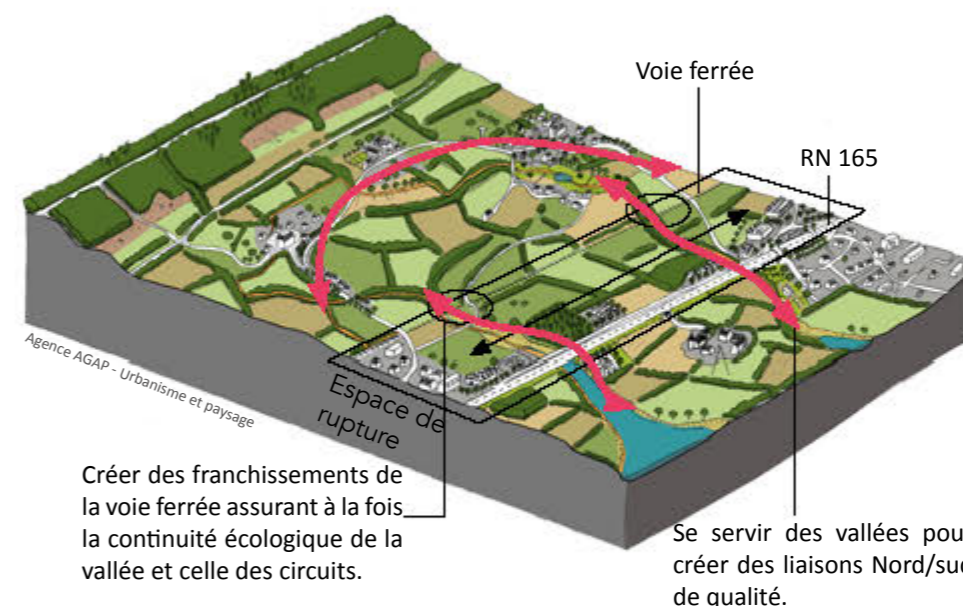 Voie ferrée
RN 165
Agence AGAP - Urbanisme et paysage
Espace de
rupture
Créer des franchissements de
la voie ferrée assurant à la fois
la continuité écologique de la
vallée et celle des circuits.
Se servir des vallées pou
créer des liaisons Nord/sud
de qualité.